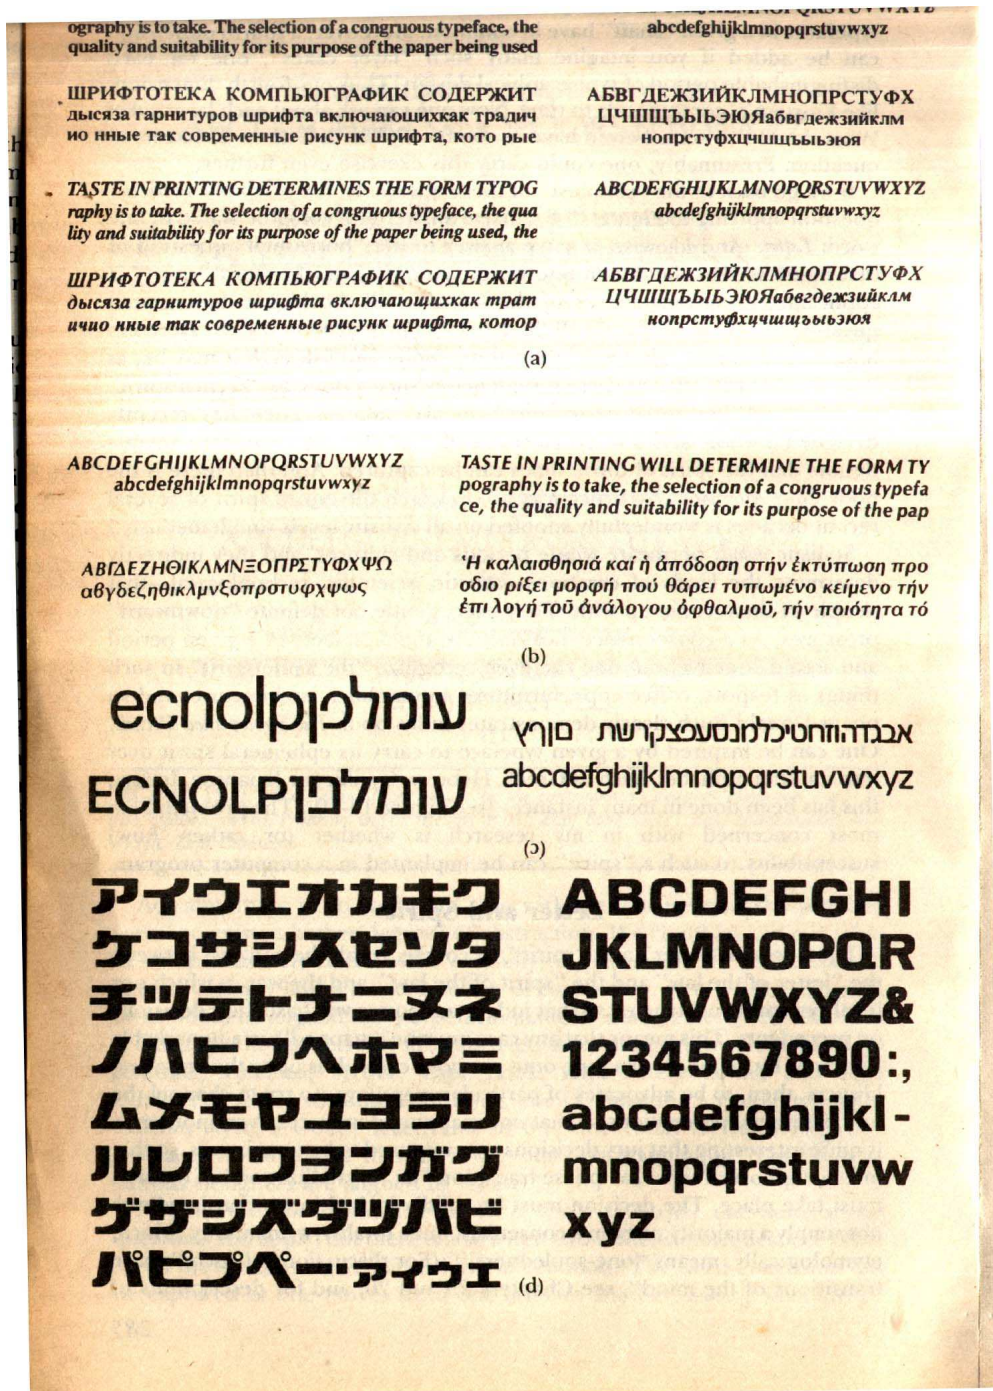 ography is to take. The selection of a congruous typeface, the
quality and suitability for its purpose of the paper being used
abcdefghijklmnopqrstuvwxyz
ШРИФТОТЕКА КОМПЬЮГРАФИК СОДЕРЖИТ
дысяза гарнитуров шрифта включающихкак традич
ио нные так современные рисунк шрифта, кото рые
АБВГДЕЖЗИЙКЛМНОПРСТУФХ
ЦЧШЩЪЫЬЭЮЯабвгдежзийклм
нопрстуфхцчшщъыьэюя
TASTE IN PRINTING DETERMINES THE FORM TYPOG
raphy is to take. The selection of a congruous typeface, the qua
lity and suitability for its purpose of the paper being used, the
ABCDEFGHIJKLMNOPQRSTUVWXYZ
abcdefghijklmnopqrstuvwxyz
ШРИФТОТЕКА КОМПЬЮГРАФИК СОДЕРЖИТ
дысяза гарнитуров шрифта включающихкак трат
ичио нные так современные рисунк шрифта, котор
АБВГДЕЖЗИЙКЛМНОПРСТУФХ
ЦЧШЩЪЫЬЭЮЯабвгдежзийклм
нопрстуфхцчшщъыьэюя
(a)
ABCDEFGHIJKLMNOPQRSTUVWXYZ
abcdefghijklmnopqrstuvwxyz
TASTE IN PRINTING WILL DETERMINE THE FORM TY
pography is to take, the selection of a congruous typefa
ce, the quality and suitability for its purpose of the pap
ΑΒΓΔΕΖΗΘΙΚΛΜΝΞΟΠΡΣΤΥΦΧΨΩ
αβγδεζηθικλμνξοπρστυφχψως
Ἡ καλαισθησιά καί ἡ ἀπόδοση στήν ἐκτύπωση προ
σδιο ρίζει μορφή πού θάρει τυπωμένο κείμενο τήν
ἐπι λογή τοῦ ἀνάλογου ὀφθαλμοῦ, τήν ποιότητα τό
(b)
ecnolpעומלפן
ECNOLPעומלפן
אבגדהוזחטיכלמנסעפצקרשת םןףץ
abcdefghijklmnopqrstuvwxyz
(c)
アイウエオカキク
ケコサシスセソタ
チツテトナニヌネ
ノハヒフヘホマミ
ムメモヤユヨラリ
ルレロワヲンガグ
ゲザジズダヅバビ
パピプペー゛アィゥェ
ABCDEFGHI
JKLMNOPQR
STUVWXYZ&
1234567890:,
abcdefghijkl-
mnopqrstuvw
xyz
(d)